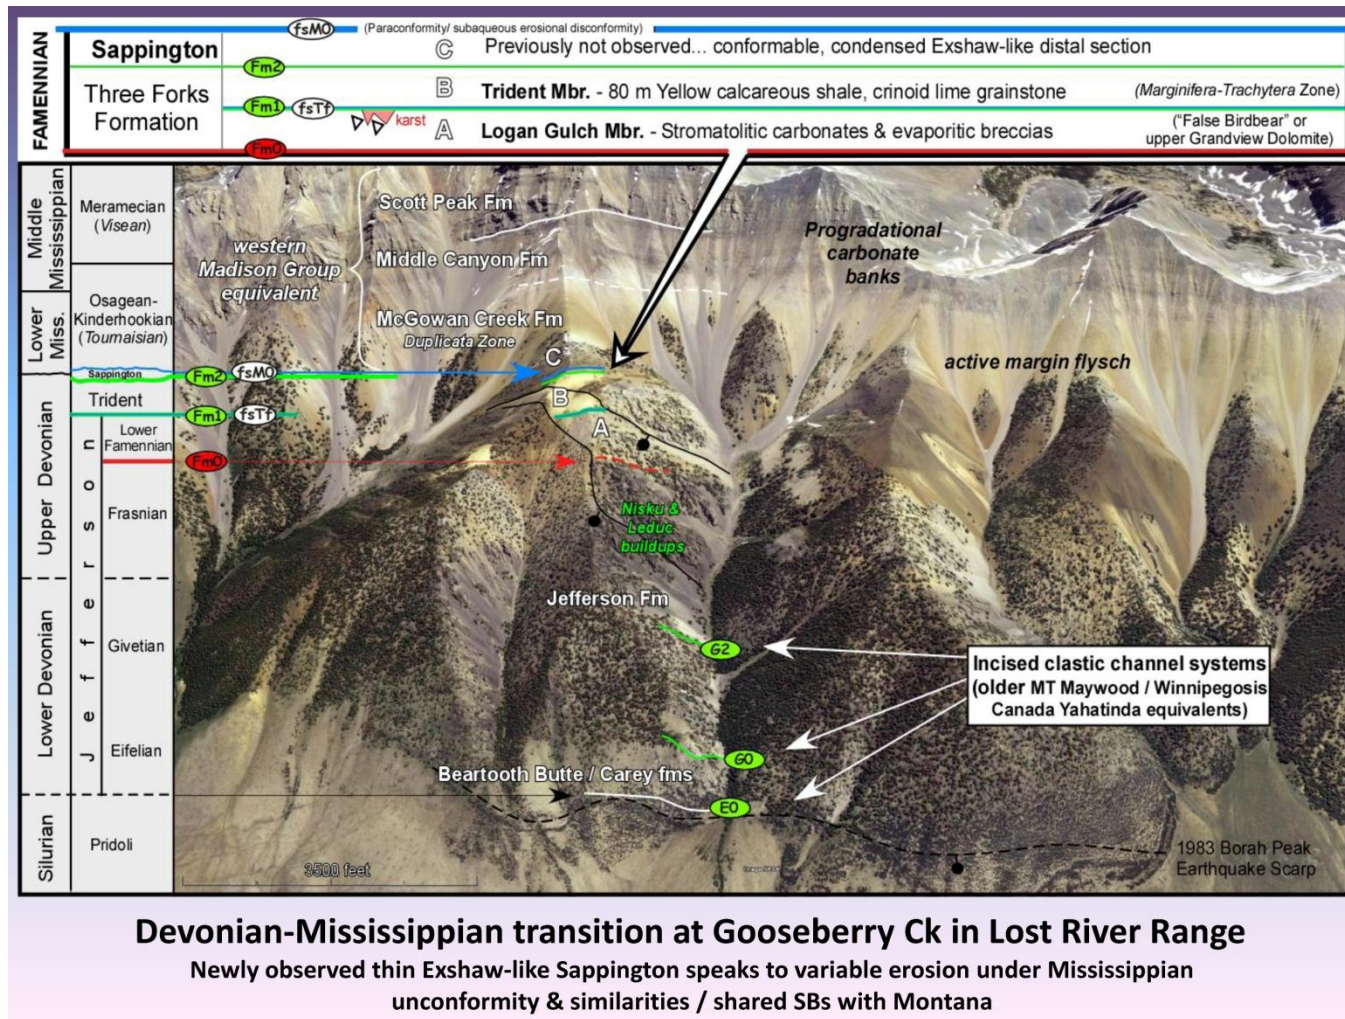 FAMENNIAN
fsM0 (Paraconformity/ subaqueous erosional disconformity)
Sappington
C Previously not observed... conformable, condensed Exshaw-like distal section
Fm2
Three Forks
Formation
B Trident Mbr. - 80 m Yellow calcareous shale, crinoid lime grainstone (Marginifera-Trachytera Zone)
Fm1 fsTf
karst
A Logan Gulch Mbr. - Stromatolitic carbonates & evaporitic breccias
("False Birdbear" or
upper Grandview Dolomite)
Fm0
Middle
Mississippian
Meramecian
(Visean)
Lower
Miss.
Osagean-
Kinderhookian
(Tournaisian)
Upper Devonian
Sappington
Trident
Jefferson
Lower
Famennian
Frasnian
Lower Devonian
Givetian
Eifelian
Silurian
Pridoli
Scott Peak Fm
western
Madison Group
equivalent
Middle Canyon Fm
McGowan Creek Fm
Duplicata Zone
Progradational
carbonate
banks
active margin flysch
Fm2 fsM0
C
B
Fm1 fsTf
A
Fm0
Nisku &
Leduc
buildups
Jefferson Fm
G2
Incised clastic channel systems
(older MT Maywood / Winnipegosis
Canada Yahatinda equivalents)
G0
Beartooth Butte / Carey fms
E0
1983 Borah Peak
Earthquake Scarp
3500 feet
Devonian-Mississippian transition at Gooseberry Ck in Lost River Range
Newly observed thin Exshaw-like Sappington speaks to variable erosion under Mississippian
unconformity & similarities / shared SBs with Montana